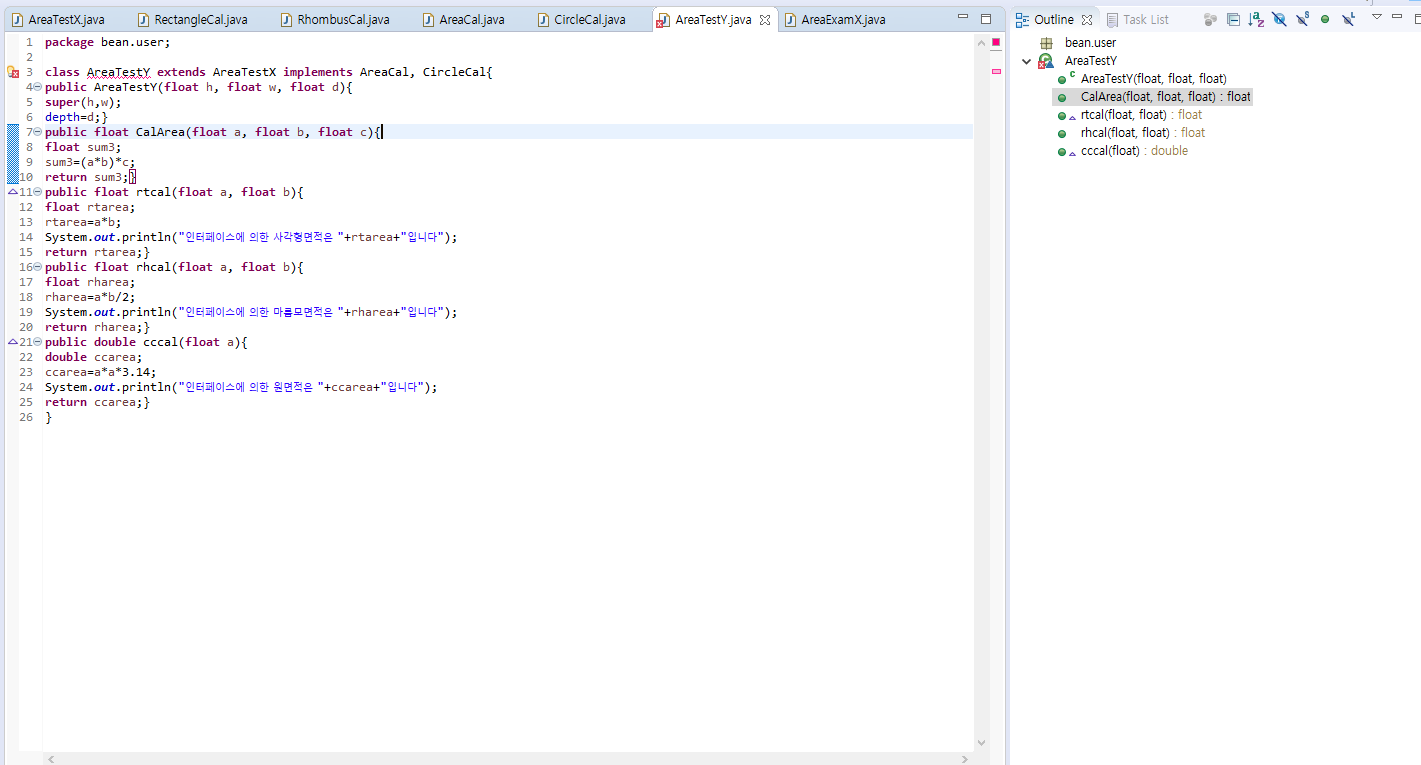 AreaTestX.java RectangleCal.java RhombusCal.java AreaCal.java CircleCal.java AreaTestY.java AreaExamX.java
Outline Task List
1 package bean.user;
2
3 class AreaTestY extends AreaTestX implements AreaCal, CircleCal{
4 public AreaTestY(float h, float w, float d){
5 super(h,w);
6 depth=d;}
7 public float CalArea(float a, float b, float c){
8 float sum3;
9 sum3=(a*b)*c;
10 return sum3;}
11 public float rtcal(float a, float b){
12 float rtarea;
13 rtarea=a*b;
14 System.out.println("인터페이스에 의한 사각형면적은 "+rtarea+"입니다");
15 return rtarea;}
16 public float rhcal(float a, float b){
17 float rharea;
18 rharea=a*b/2;
19 System.out.println("인터페이스에 의한 마름모면적은 "+rharea+"입니다");
20 return rharea;}
21 public double cccal(float a){
22 double ccarea;
23 ccarea=a*a*3.14;
24 System.out.println("인터페이스에 의한 원면적은 "+ccarea+"입니다");
25 return ccarea;}
26 }
bean.user
AreaTestY
AreaTestY(float, float, float)
CalArea(float, float, float) : float
rtcal(float, float) : float
rhcal(float, float) : float
cccal(float) : double